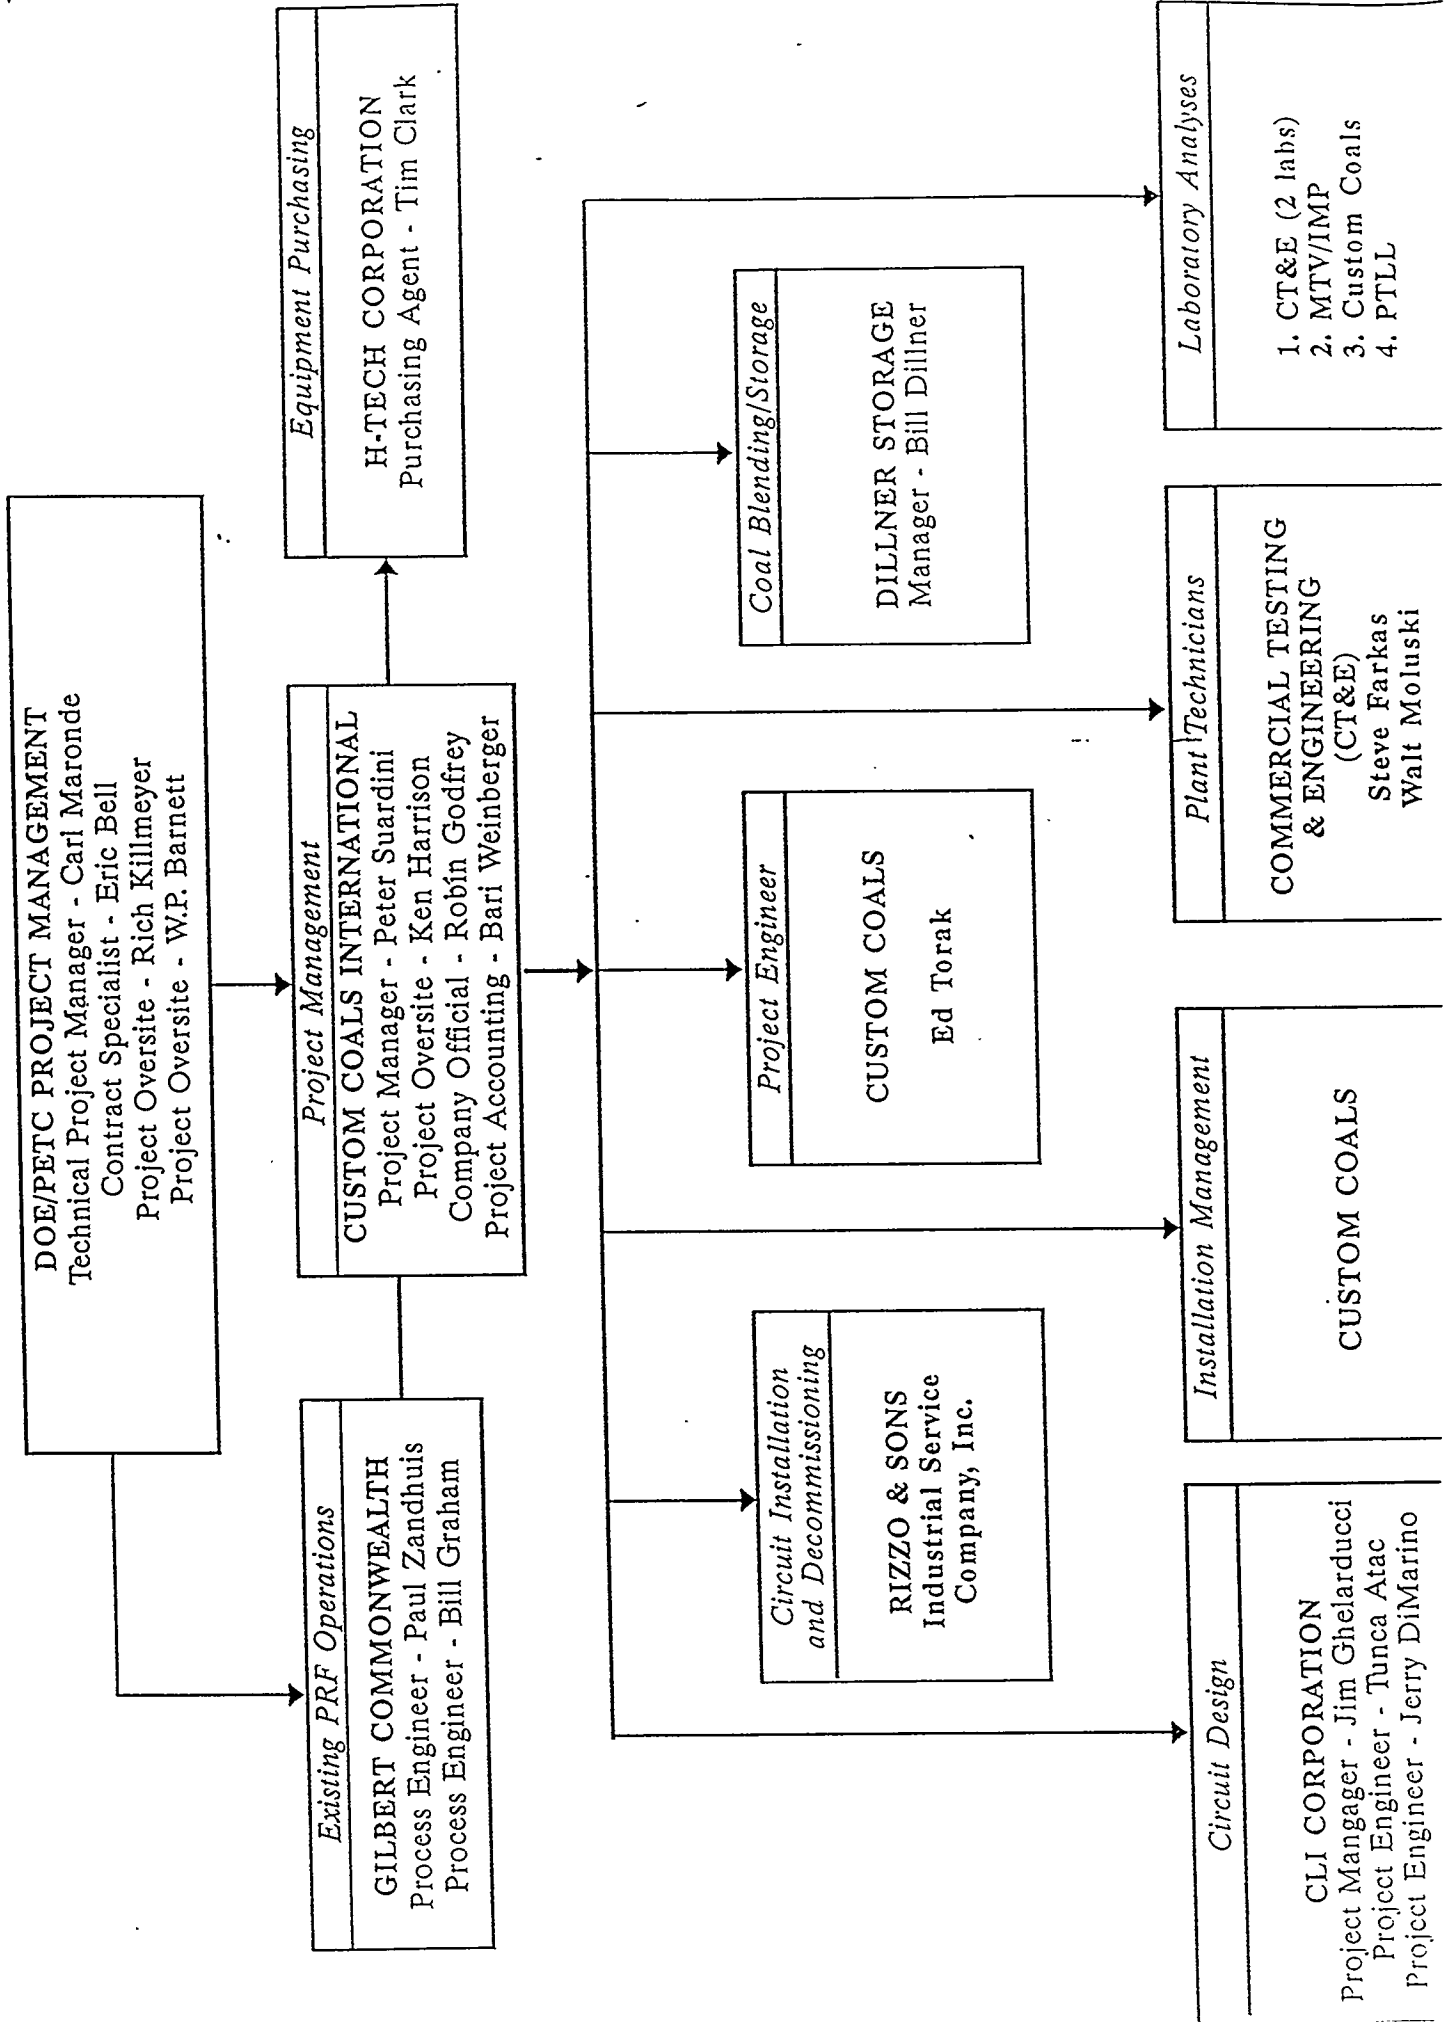 DOE/PETC PROJECT MANAGEMENT
Technical Project Manager - Carl Maronde
Contract Specialist - Eric Bell
Project Oversite - Rich Killmeyer
Project Oversite - W.P. Barnett
Existing PRF Operations
GILBERT COMMONWEALTH
Process Engineer - Paul Zandhuis
Process Engineer - Bill Graham
Project Management
CUSTOM COALS INTERNATIONAL
Project Manager - Peter Suardini
Project Oversite - Ken Harrison
Company Official - Robin Godfrey
Project Accounting - Bari Weinberger
Equipment Purchasing
H-TECH CORPORATION
Purchasing Agent - Tim Clark
Circuit Installation
and Decommissioning
RIZZO & SONS
Industrial Service
Company, Inc.
Project Engineer
CUSTOM COALS
Ed Torak
Coal Blending/Storage
DILLNER STORAGE
Manager - Bill Dillner
Circuit Design
CLI CORPORATION
Project Mangager - Jim Ghelarducci
Project Engineer - Tunca Atac
Project Engineer - Jerry DiMarino
Installation Management
CUSTOM COALS
Plant Technicians
COMMERCIAL TESTING
& ENGINEERING
(CT&E)
Steve Farkas
Walt Moluski
Laboratory Analyses
1. CT&E (2 labs)
2. MTV/IMP
3. Custom Coals
4. PTLL